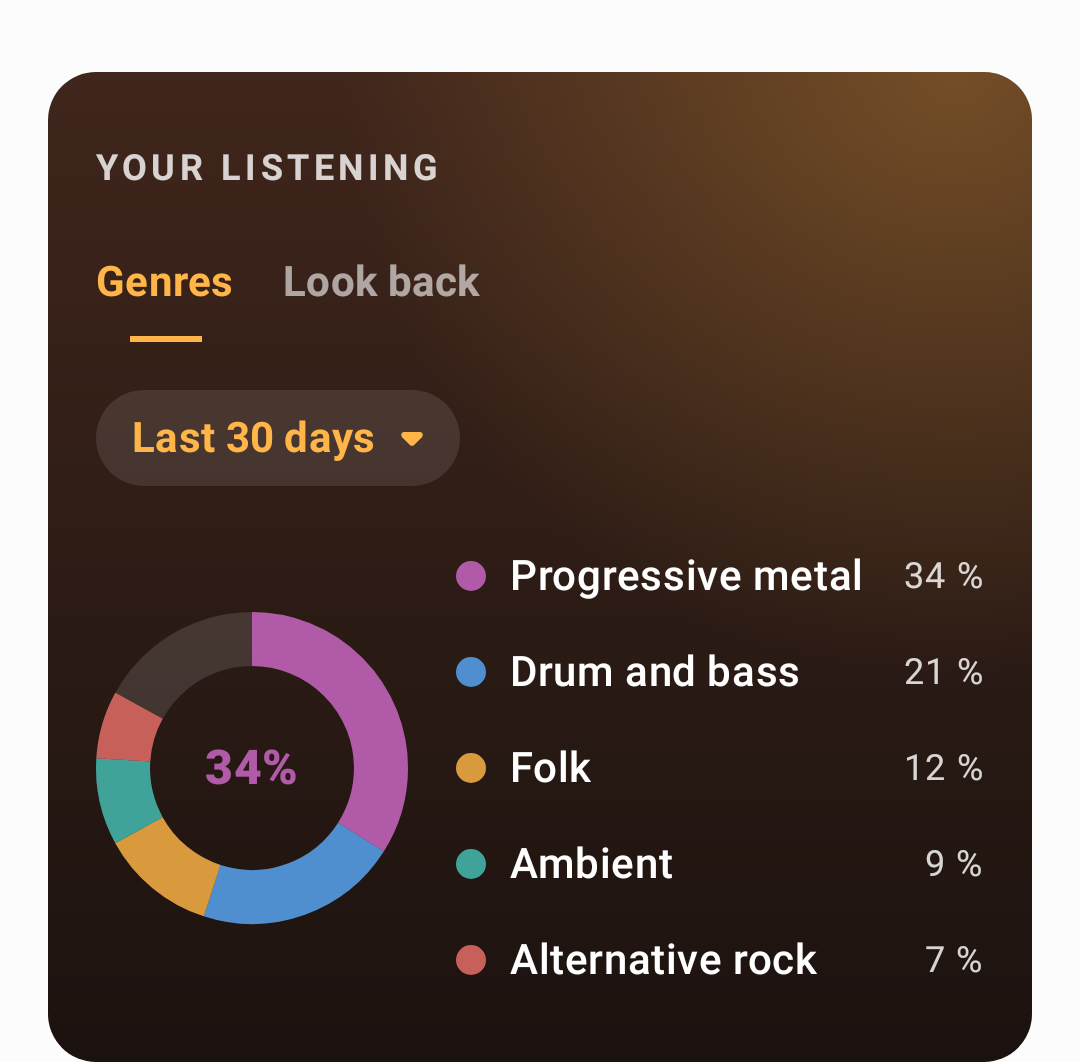 YOUR LISTENING
Genres Look back
Last 30 days
Progressive metal 34 %
Drum and bass 21 %
34%
Folk 12 %
Ambient 9 %
Alternative rock 7 %